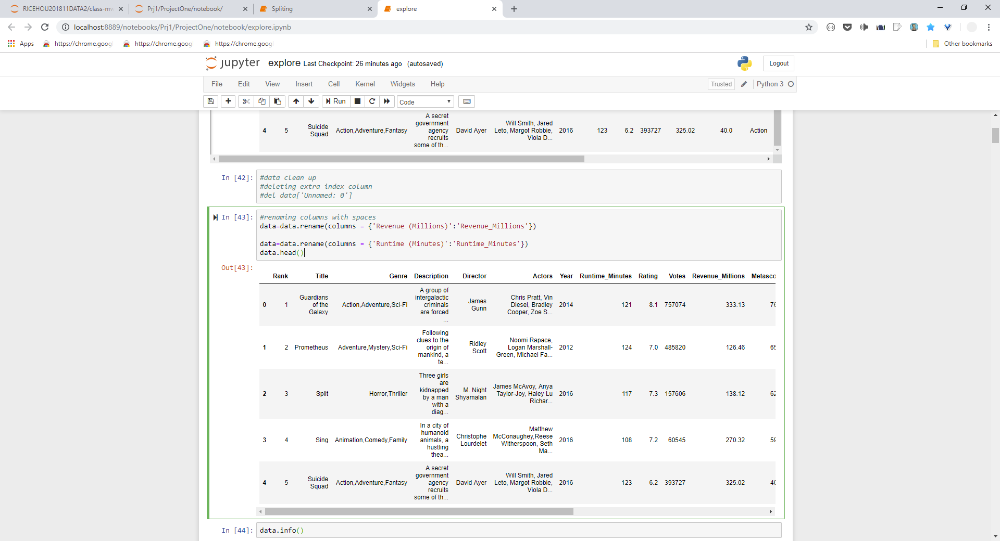 RICEHOU201811DATA2/class-mw
Prj1/ProjectOne/notebook/
Spliting
explore
localhost:8889/notebooks/Prj1/ProjectOne/notebook/explore.ipynb
Apps https://chrome.googl https://chrome.googl https://chrome.googl Other bookmarks
jupyter explore Last Checkpoint: 26 minutes ago (autosaved) Logout
File Edit View Insert Cell Kernel Widgets Help Trusted Python 3
Run Code
A secret
government
agency
recruits
some of th...
4 5 Suicide Squad Action,Adventure,Fantasy David Ayer Will Smith, Jared Leto, Margot Robbie, Viola D... 2016 123 6.2 393727 325.02 40.0 Action
In [42]: #data clean up
#deleting extra index column
#del data['Unnamed: 0']
In [43]: #renaming columns with spaces
data=data.rename(columns = {'Revenue (Millions)':'Revenue_Millions'})
data=data.rename(columns = {'Runtime (Minutes)':'Runtime_Minutes'})
data.head()
Out[43]:
Rank Title Genre Description Director Actors Year Runtime_Minutes Rating Votes Revenue_Millions Metasco
0 1 Guardians of the Galaxy Action,Adventure,Sci-Fi A group of intergalactic criminals are forced ... James Gunn Chris Pratt, Vin Diesel, Bradley Cooper, Zoe S... 2014 121 8.1 757074 333.13 76
1 2 Prometheus Adventure,Mystery,Sci-Fi Following clues to the origin of mankind, a te... Ridley Scott Noomi Rapace, Logan Marshall-Green, Michael Fa... 2012 124 7.0 485820 126.46 65
2 3 Split Horror,Thriller Three girls are kidnapped by a man with a diag... M. Night Shyamalan James McAvoy, Anya Taylor-Joy, Haley Lu Richar... 2016 117 7.3 157606 138.12 62
3 4 Sing Animation,Comedy,Family In a city of humanoid animals, a hustling thea... Christophe Lourdelet Matthew McConaughey,Reese Witherspoon, Seth Ma... 2016 108 7.2 60545 270.32 59
4 5 Suicide Squad Action,Adventure,Fantasy A secret government agency recruits some of th... David Ayer Will Smith, Jared Leto, Margot Robbie, Viola D... 2016 123 6.2 393727 325.02 40
In [44]: data.info()